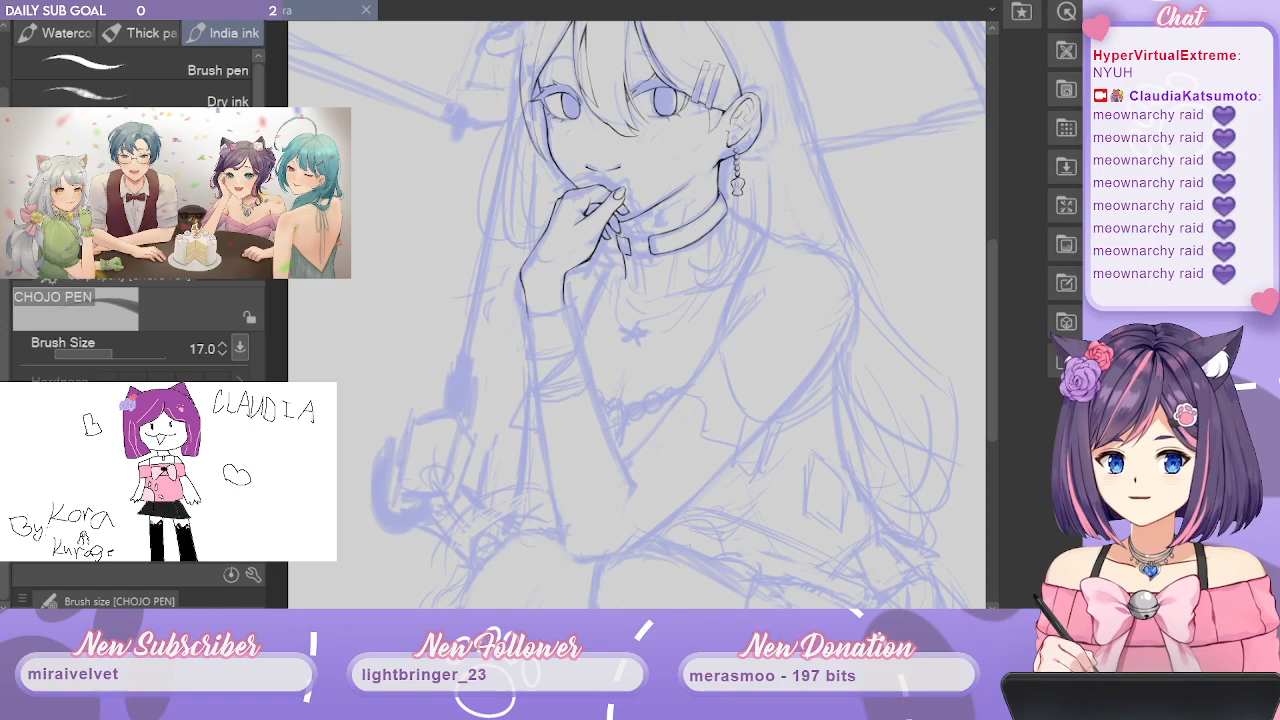 DAILY SUB GOAL 0 2 ra
Waterco Thick pa India ink
Brush pen
Dry ink
CHOJO PEN
Brush Size 17.0
CLAUDIA
By Kora
Brush size [CHOJO PEN]
Chat
HyperVirtualExtreme:
NYUH
ClaudiaKatsumoto:
meownarchy raid
meownarchy raid
meownarchy raid
meownarchy raid
meownarchy raid
meownarchy raid
meownarchy raid
meownarchy raid
New Subscriber
miraivelvet
New Follower
lightbringer_23
New Donation
merasmoo - 197 bits